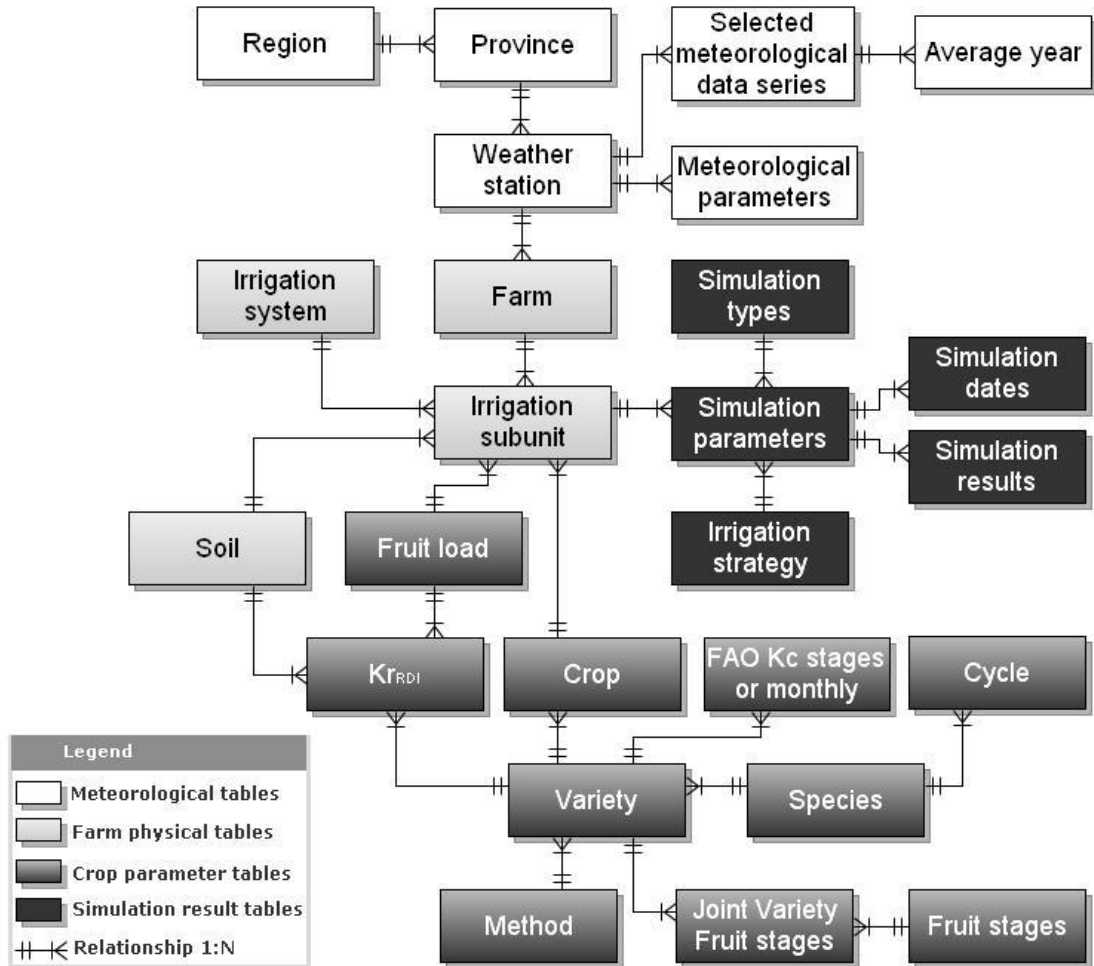 Region
Province
Selected
meteorological
data series
Average year
Weather
station
Meteorological
parameters
Irrigation
system
Farm
Simulation
types
Irrigation
subunit
Simulation
parameters
Simulation
dates
Simulation
results
Soil
Fruit load
Irrigation
strategy
KrRDI
Crop
FAO Kc stages
or monthly
Cycle
Variety
Species
Method
Joint Variety
Fruit stages
Fruit stages
Legend
Meteorological tables
Farm physical tables
Crop parameter tables
Simulation result tables
Relationship 1:N